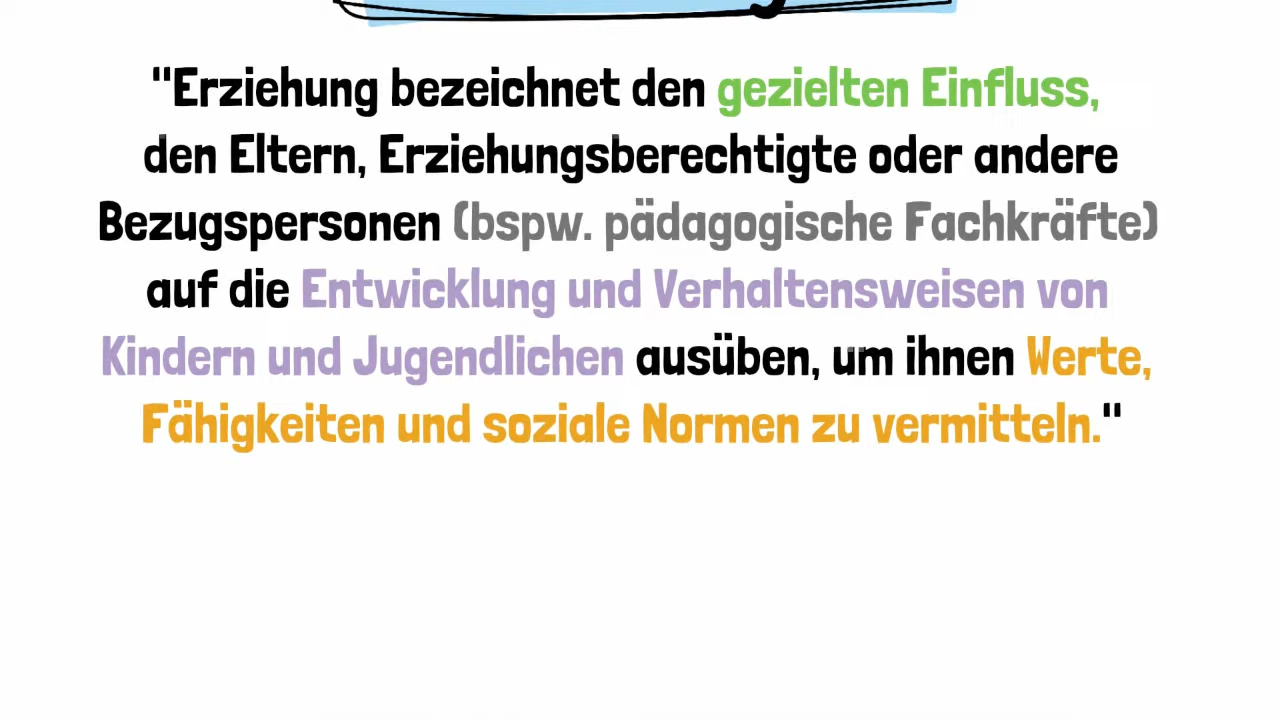 "Erziehung bezeichnet den gezielten Einfluss,
den Eltern, Erziehungsberechtigte oder andere
Bezugspersonen (bspw. pädagogische Fachkräfte)
auf die Entwicklung und Verhaltensweisen von
Kindern und Jugendlichen ausüben, um ihnen Werte,
Fähigkeiten und soziale Normen zu vermitteln."